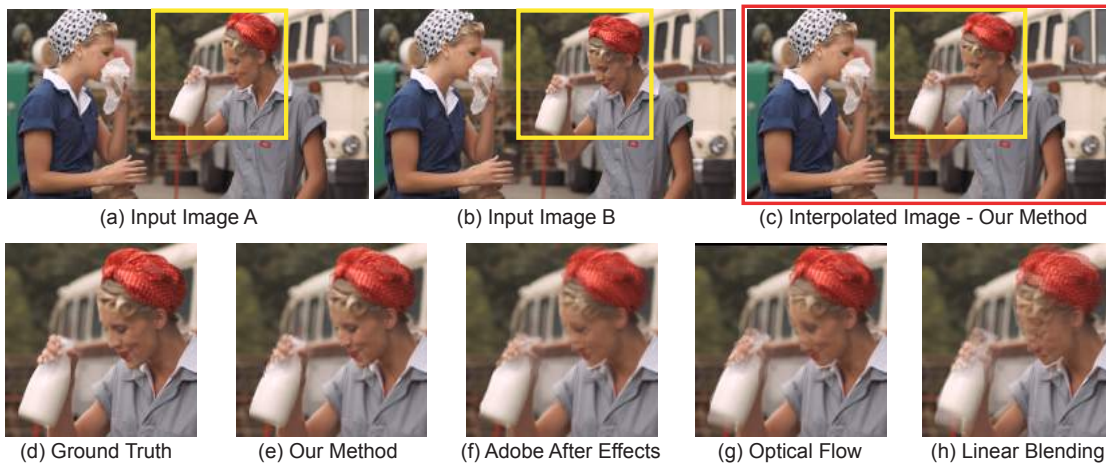 (a) Input Image A
(b) Input Image B
(c) Interpolated Image - Our Method
(d) Ground Truth
(e) Our Method
(f) Adobe After Effects
(g) Optical Flow
(h) Linear Blending